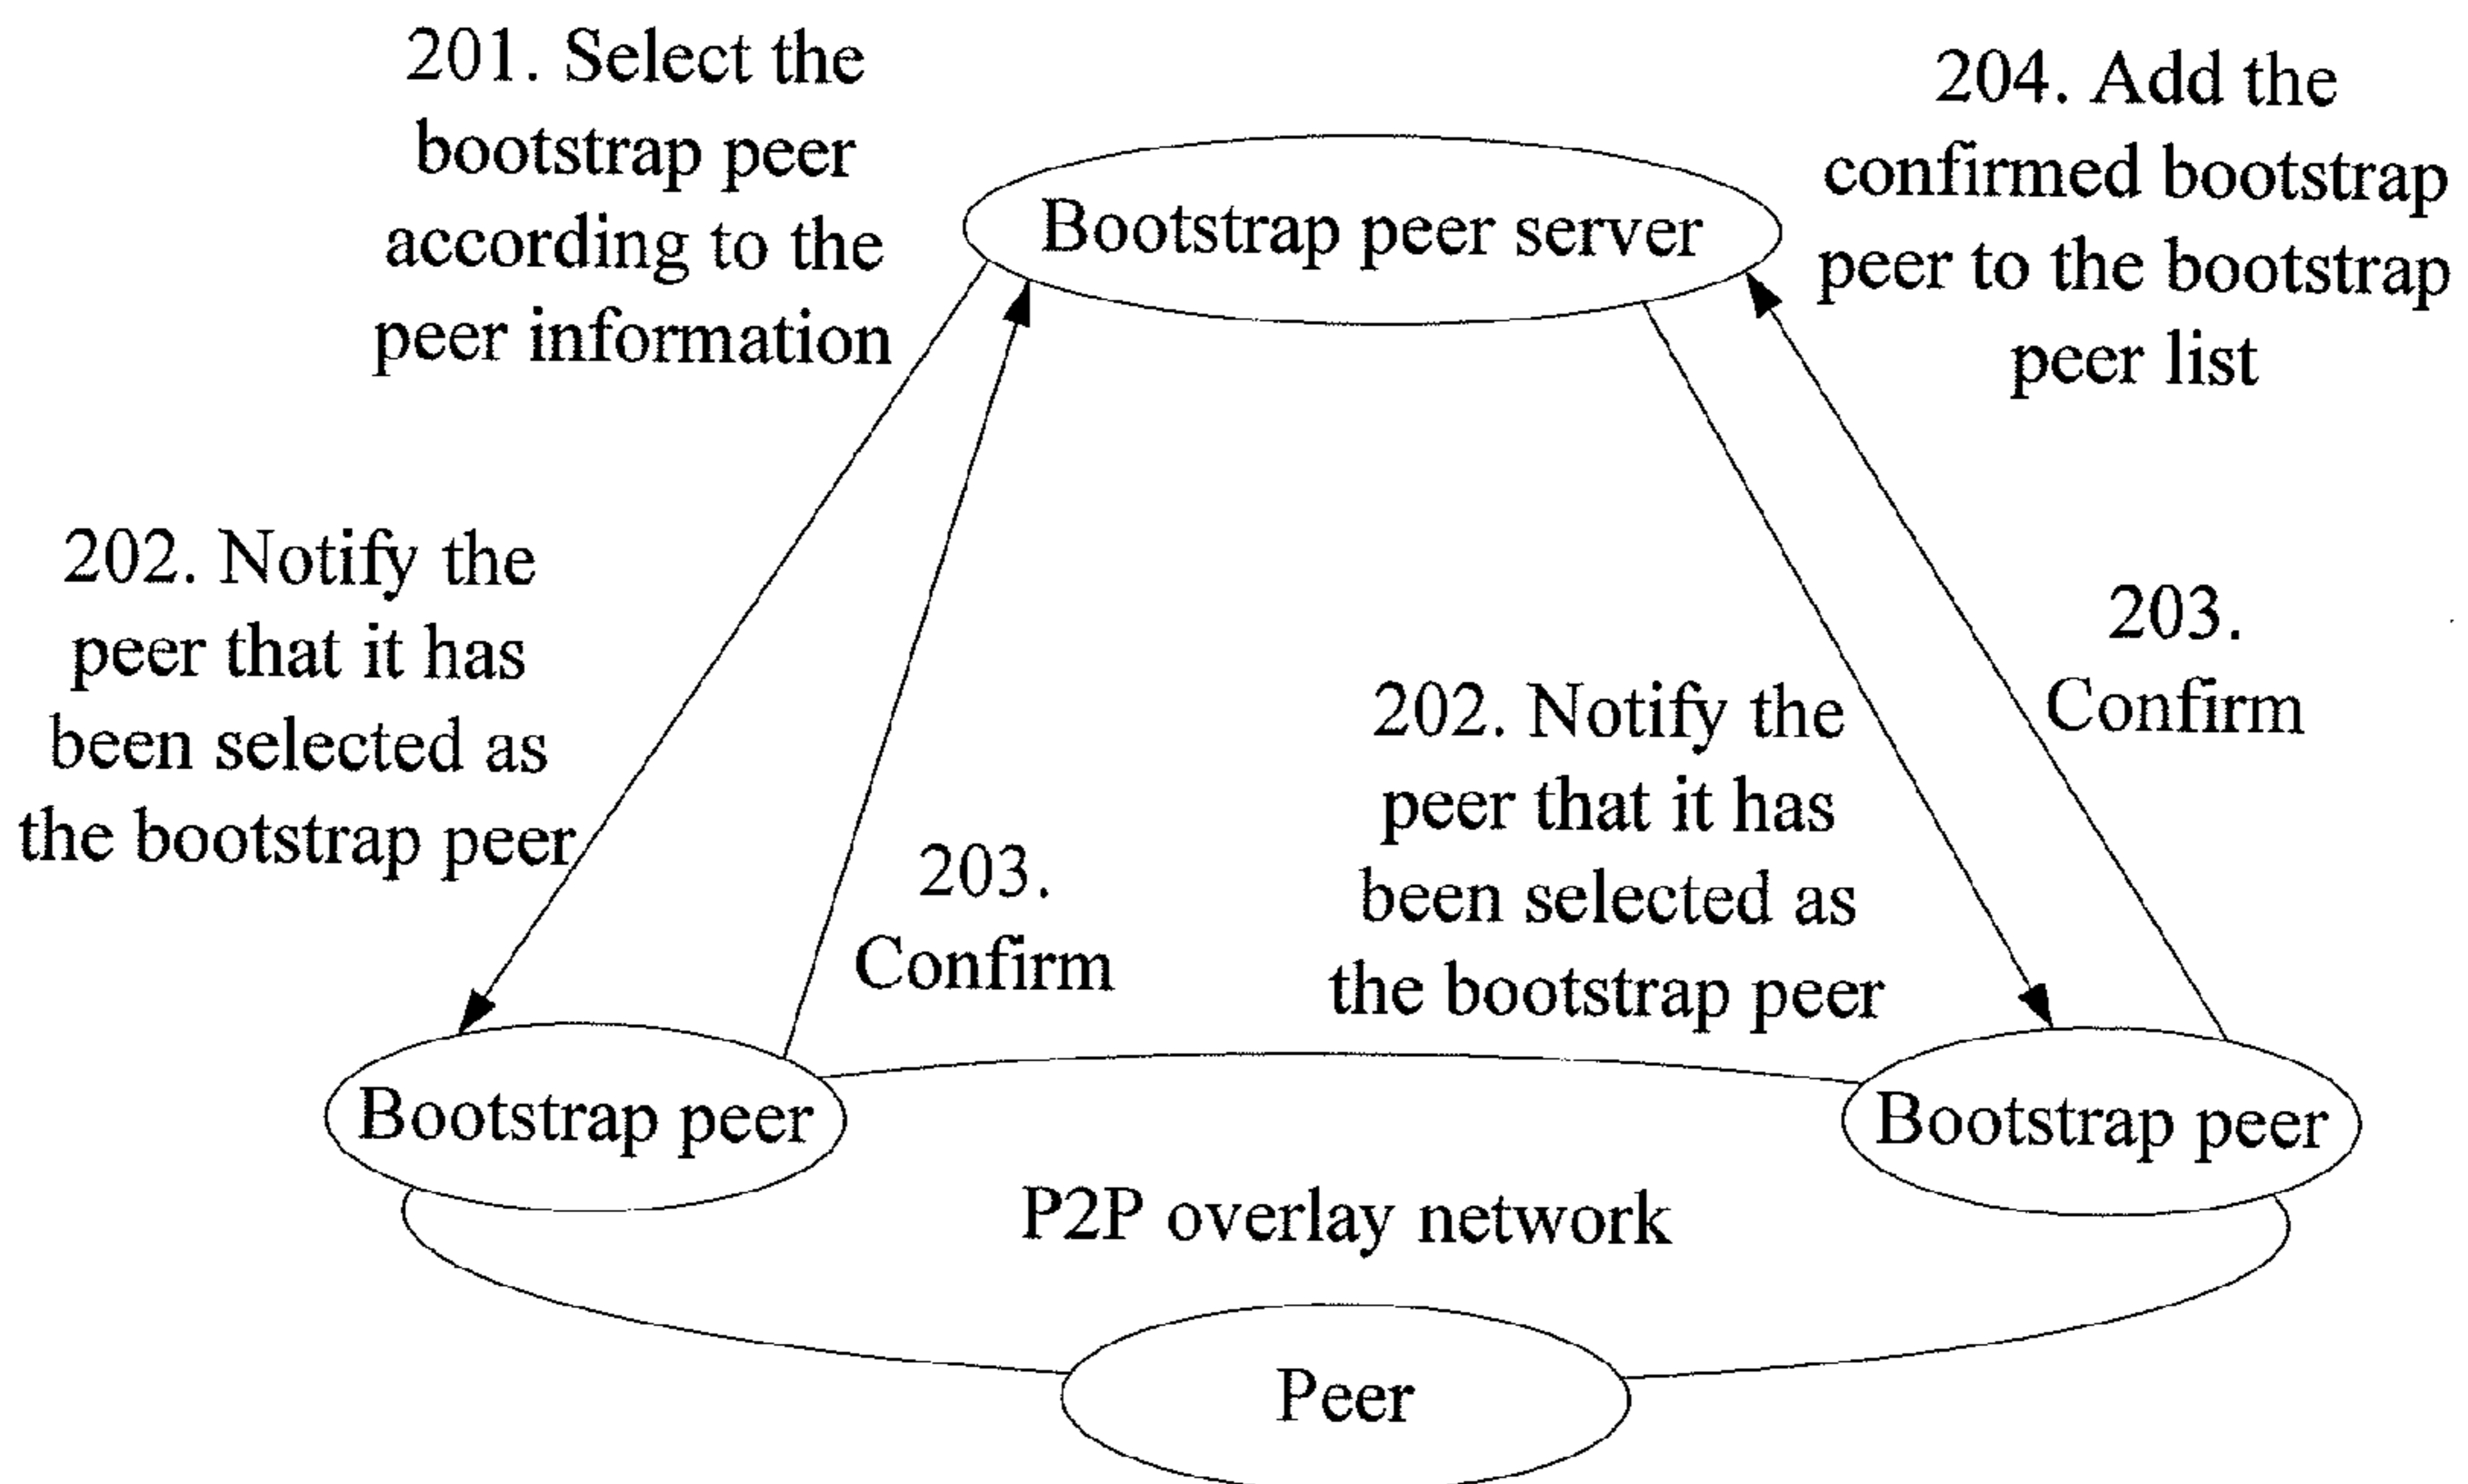 201. Select the
bootstrap peer
according to the
peer information
204. Add the
confirmed bootstrap
peer to the bootstrap
peer list
Bootstrap peer server
202. Notify the
peer that it has
been selected as
the bootstrap peer
203.
Confirm
202. Notify the
peer that it has
been selected as
the bootstrap peer
203.
Confirm
Bootstrap peer
Bootstrap peer
P2P overlay network
Peer